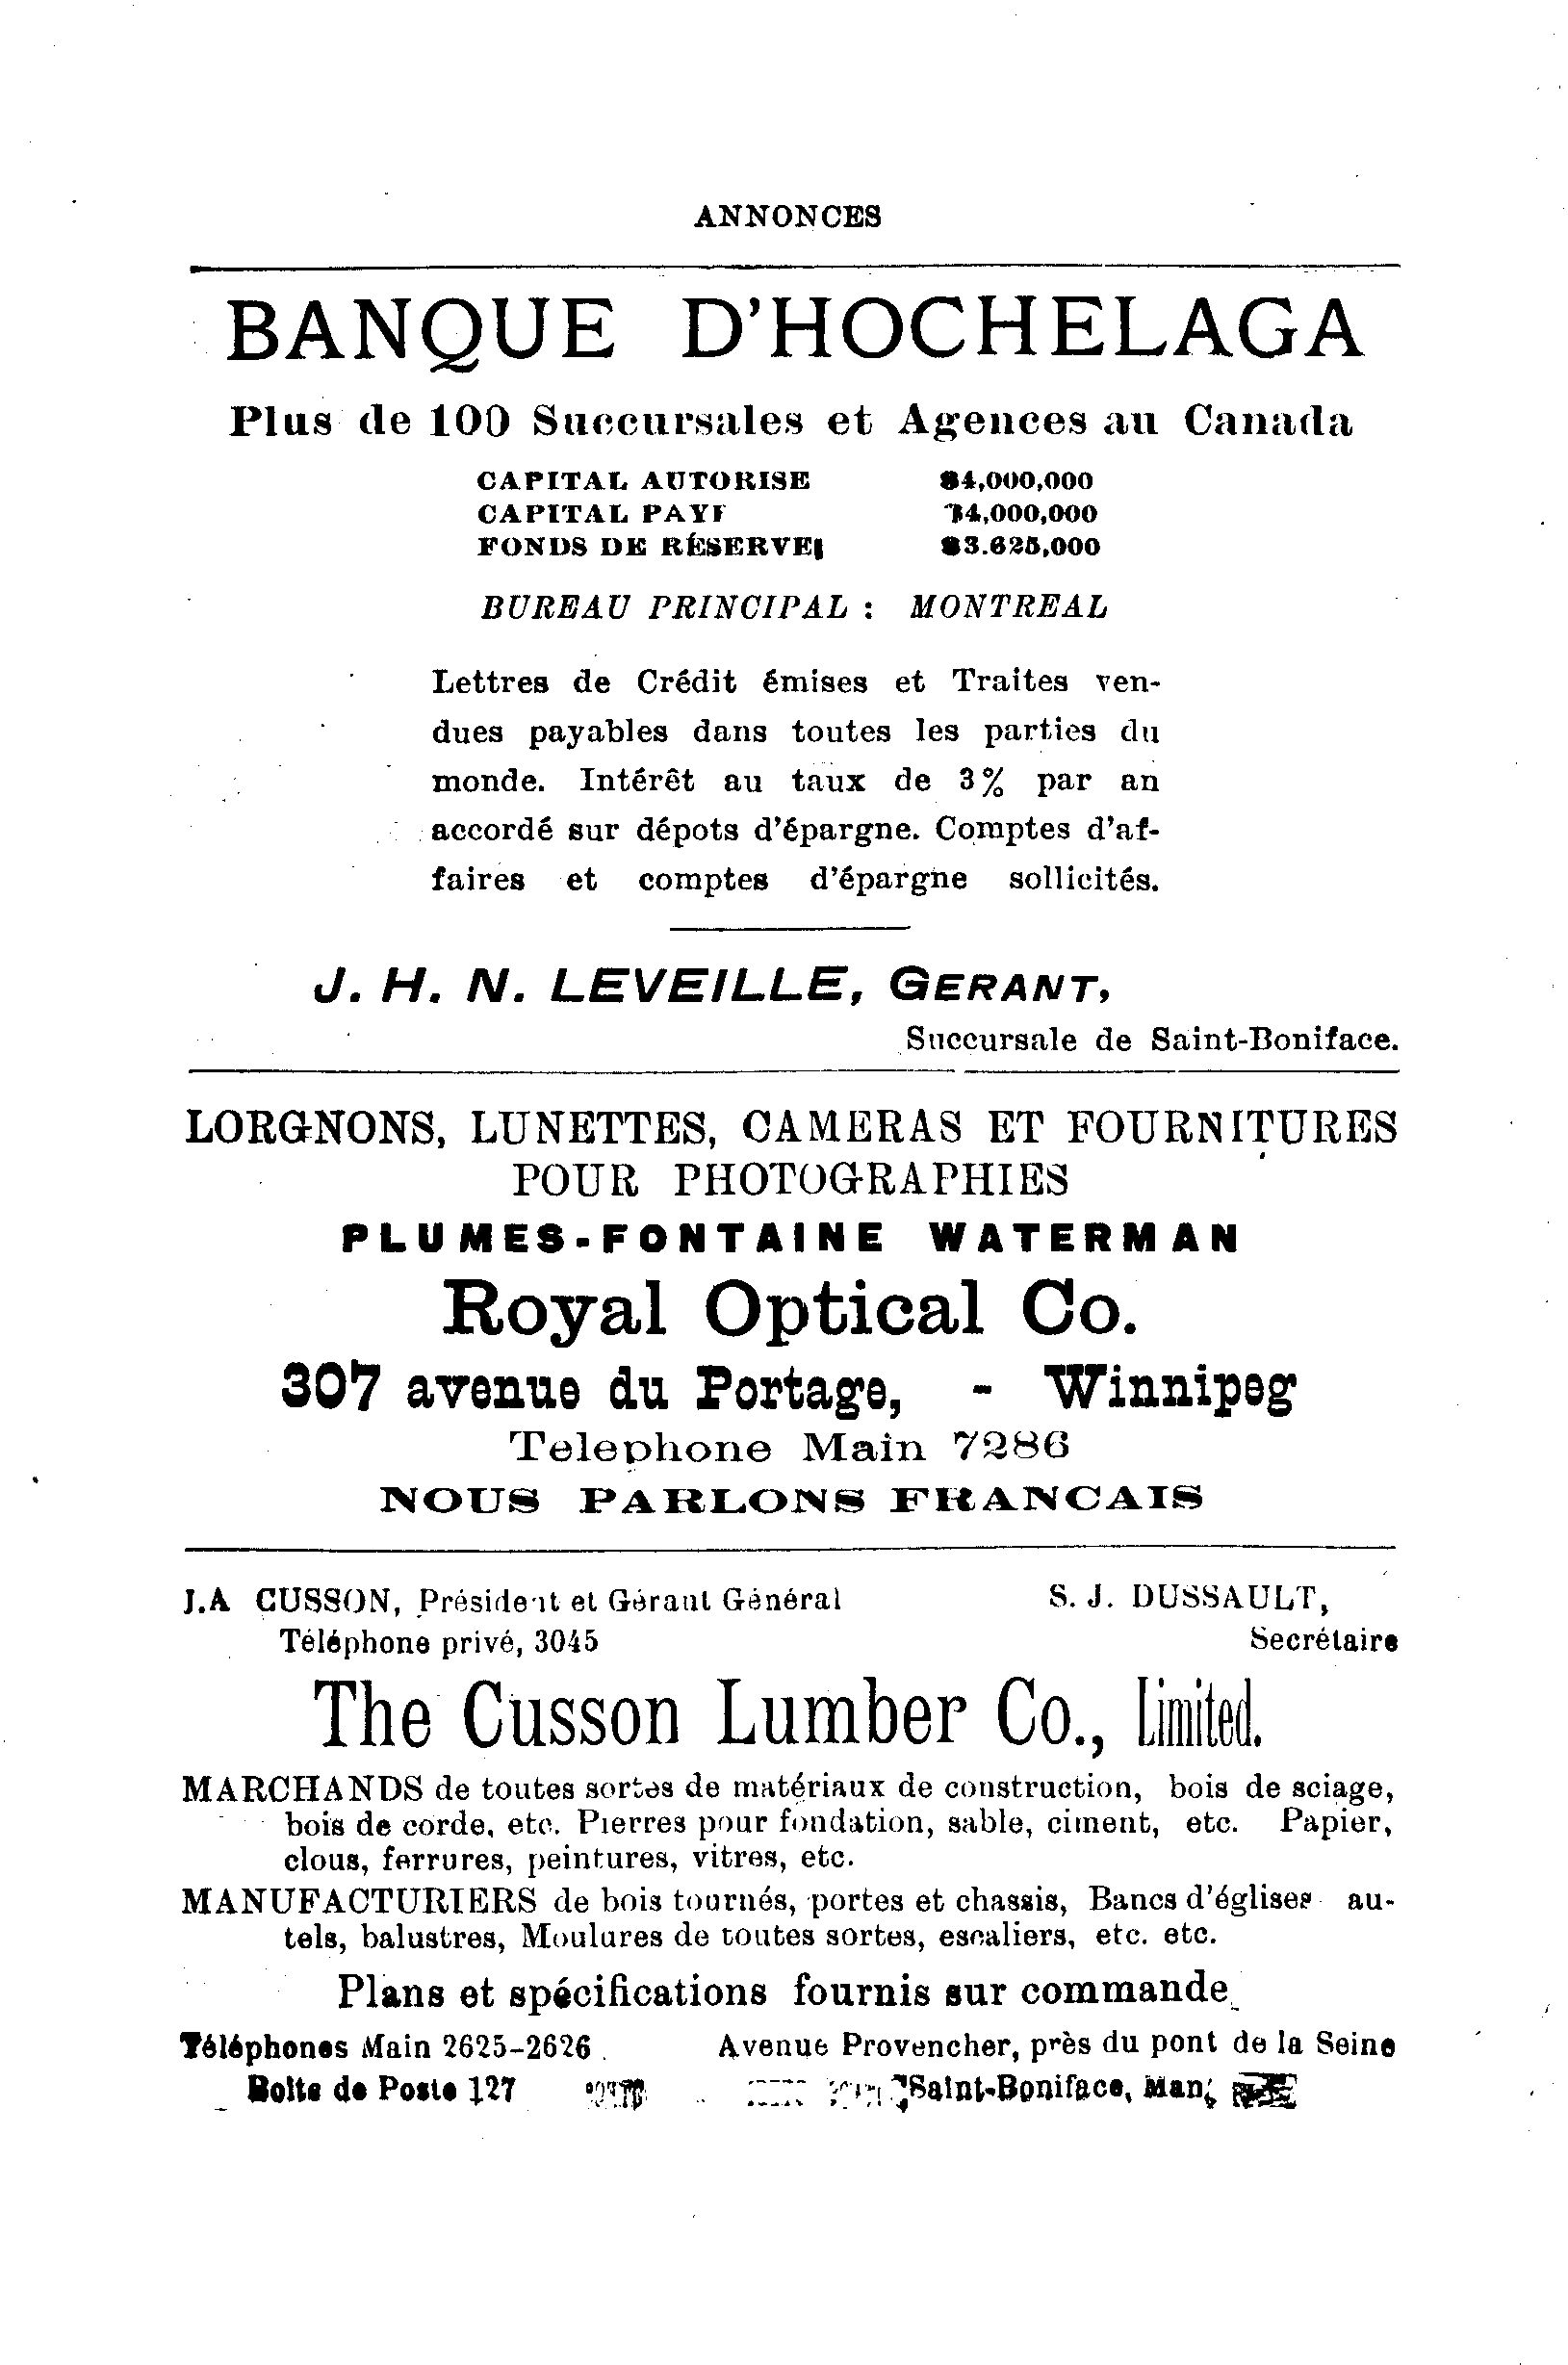 ANNONCES
BANQUE D'HOCHELAGA
Plus de 100 Succursales et Agences au Canada
CAPITAL AUTORISE $4,000,000
CAPITAL PAYE $4,000,000
FONDS DE RÉSERVE $3.625,000
BUREAU PRINCIPAL : MONTREAL
Lettres de Crédit émises et Traites ven-
dues payables dans toutes les parties du
monde. Intérêt au taux de 3% par an
accordé sur dépots d'épargne. Comptes d'af-
faires et comptes d'épargne sollicités.
J. H. N. LEVEILLE, GERANT,
Succursale de Saint-Boniface.
LORGNONS, LUNETTES, CAMERAS ET FOURNITURES
POUR PHOTOGRAPHIES
PLUMES-FONTAINE WATERMAN
Royal Optical Co.
307 avenue du Portage, - Winnipeg
Telephone Main 7286
NOUS PARLONS FRANCAIS
J.A CUSSON, Président et Gérant Général S. J. DUSSAULT,
Téléphone privé, 3045 Secrétaire
The Cusson Lumber Co., Limited.
MARCHANDS de toutes sortes de matériaux de construction, bois de sciage,
bois de corde, etc. Pierres pour fondation, sable, ciment, etc. Papier,
clous, ferrures, peintures, vitres, etc.
MANUFACTURIERS de bois tournés, portes et chassis, Bancs d'églises au-
tels, balustres, Moulures de toutes sortes, escaliers, etc. etc.
Plans et spécifications fournis sur commande
Téléphones Main 2625-2626 Avenue Provencher, près du pont de la Seine
Boite de Poste 127 Saint-Boniface, Man.